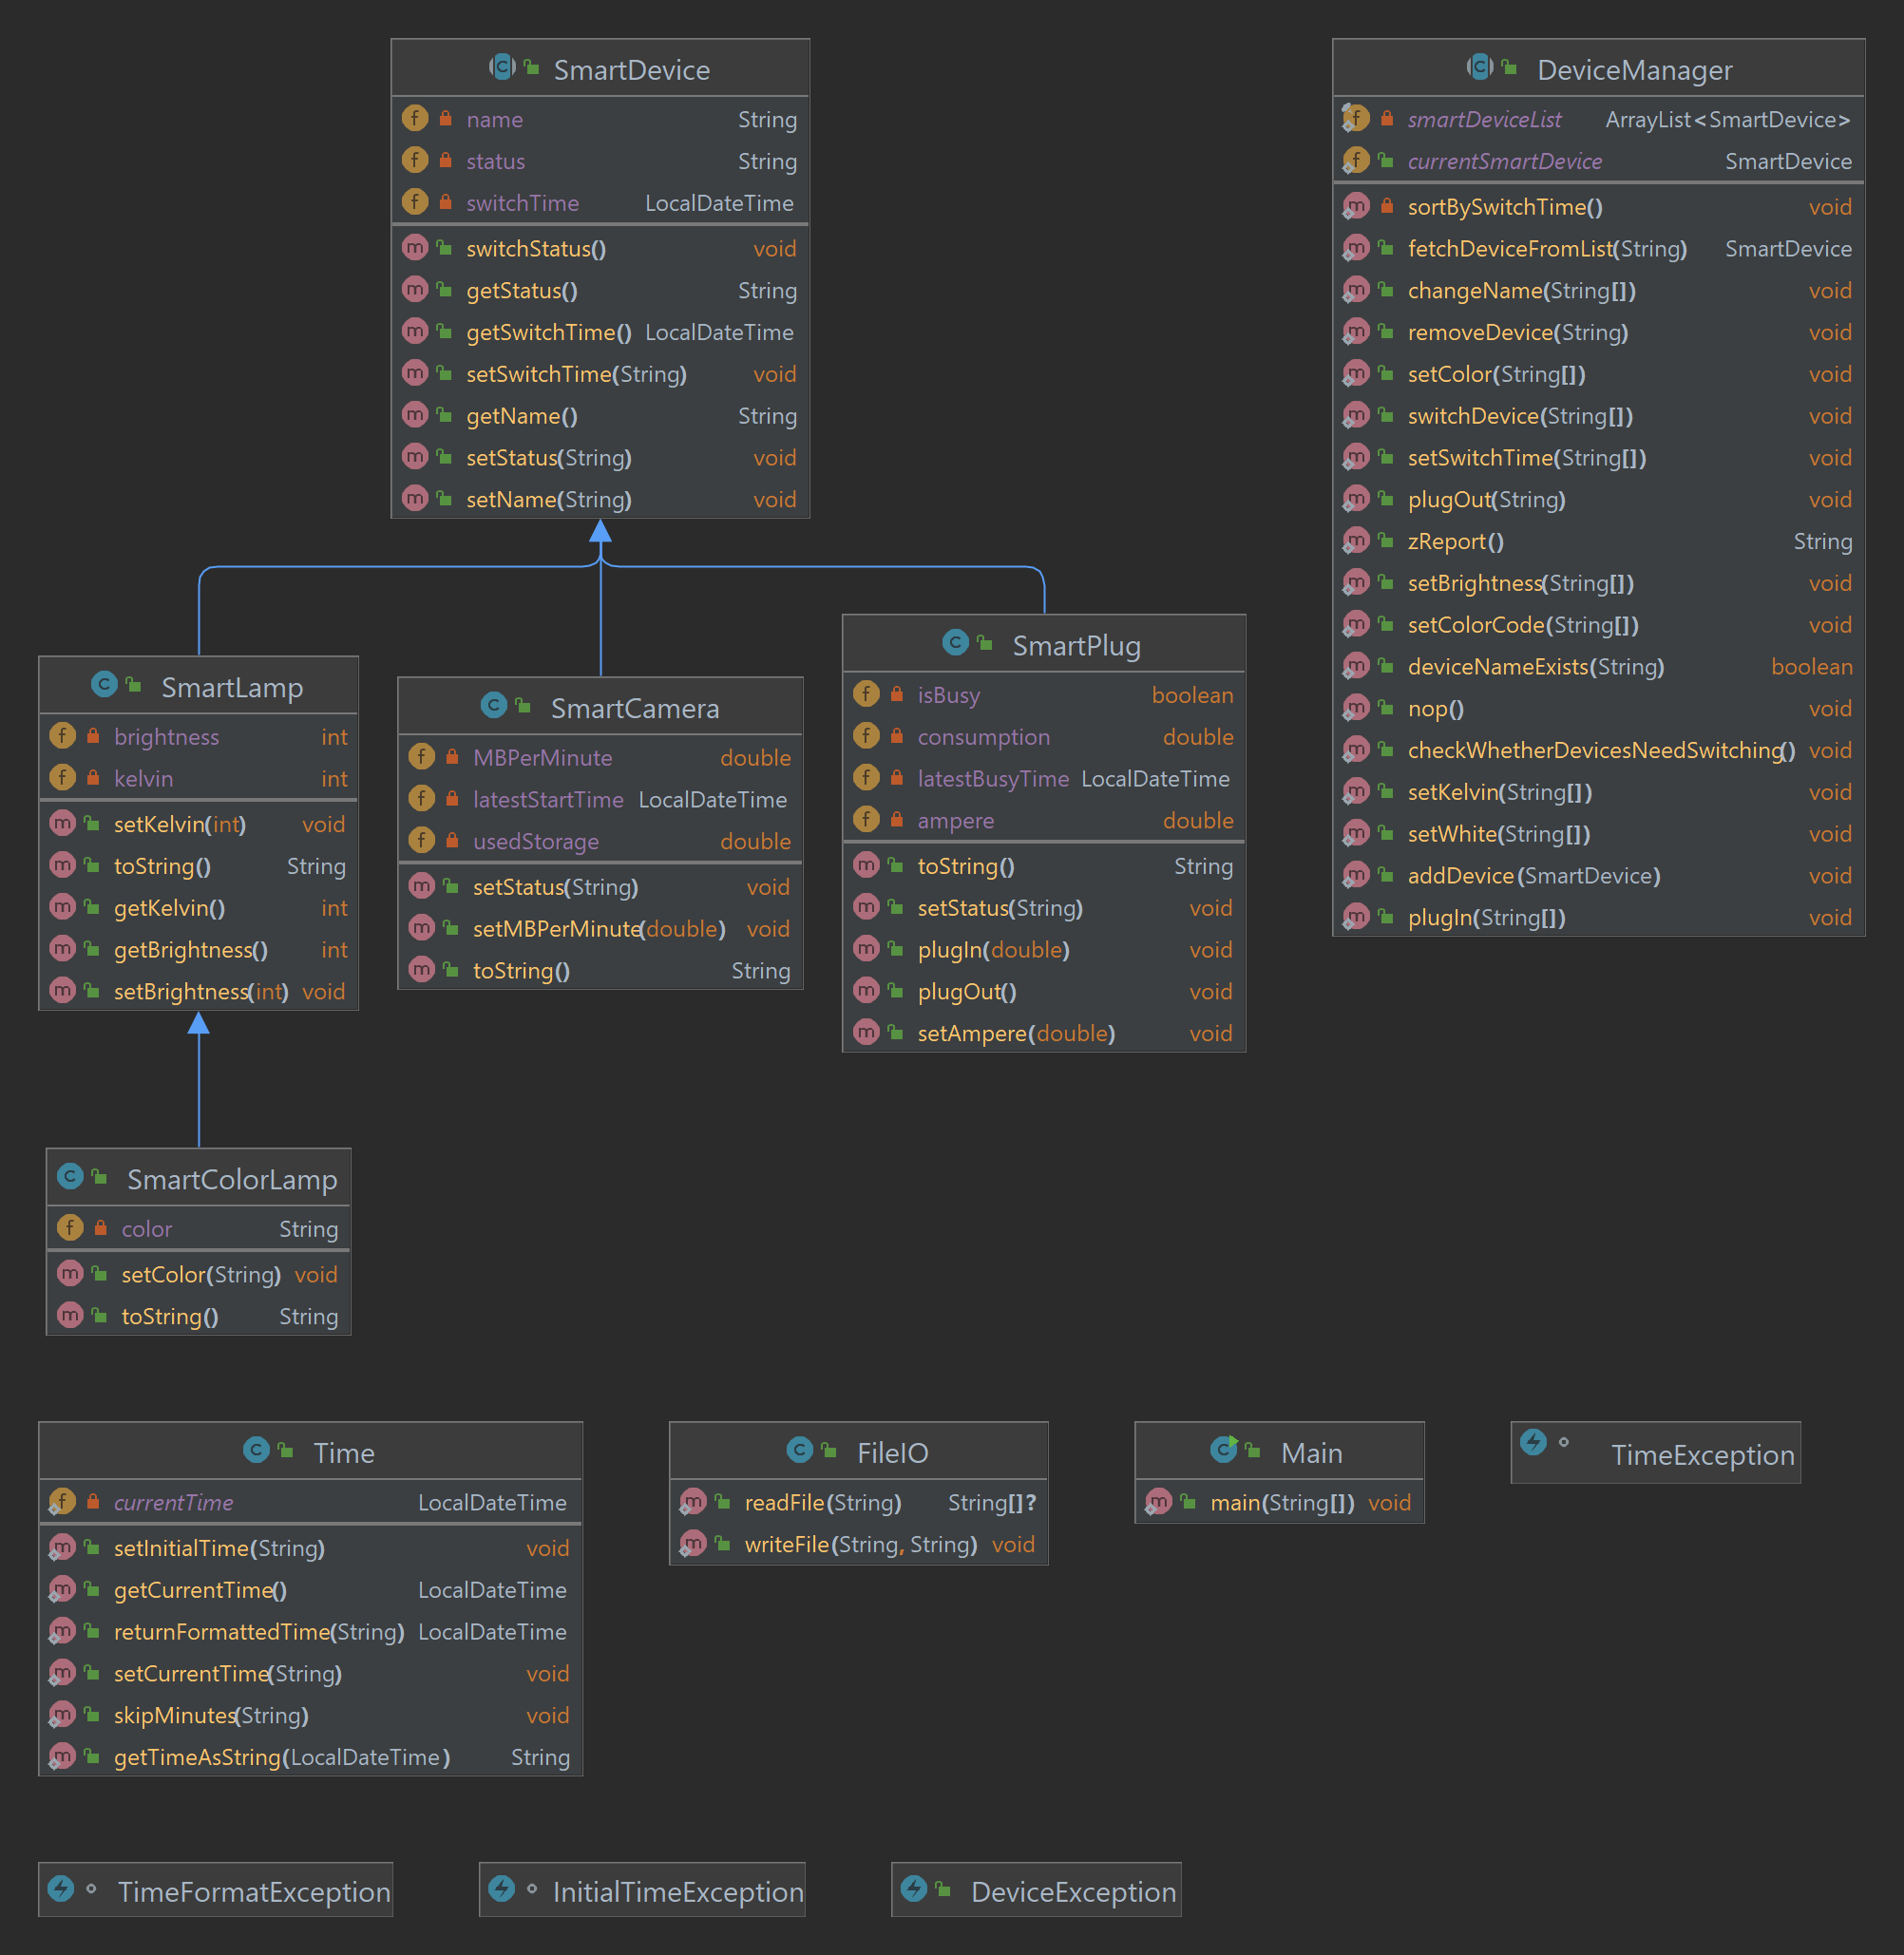 SmartDevice
name String
status String
switchTime LocalDateTime
switchStatus() void
getStatus() String
getSwitchTime() LocalDateTime
setSwitchTime(String) void
getName() String
setStatus(String) void
setName(String) void
DeviceManager
smartDeviceList ArrayList<SmartDevice>
currentSmartDevice SmartDevice
sortBySwitchTime() void
fetchDeviceFromList(String) SmartDevice
changeName(String[]) void
removeDevice(String) void
setColor(String[]) void
switchDevice(String[]) void
setSwitchTime(String[]) void
plugOut(String) void
zReport() String
setBrightness(String[]) void
setColorCode(String[]) void
deviceNameExists(String) boolean
nop() void
checkWhetherDevicesNeedSwitching() void
setKelvin(String[]) void
setWhite(String[]) void
addDevice(SmartDevice) void
plugIn(String[]) void
SmartLamp
brightness int
kelvin int
setKelvin(int) void
toString() String
getKelvin() int
getBrightness() int
setBrightness(int) void
SmartCamera
MBPerMinute double
latestStartTime LocalDateTime
usedStorage double
setStatus(String) void
setMBPerMinute(double) void
toString() String
SmartPlug
isBusy boolean
consumption double
latestBusyTime LocalDateTime
ampere double
toString() String
setStatus(String) void
plugIn(double) void
plugOut() void
setAmpere(double) void
SmartColorLamp
color String
setColor(String) void
toString() String
Time
currentTime LocalDateTime
setInitialTime(String) void
getCurrentTime() LocalDateTime
returnFormattedTime(String) LocalDateTime
setCurrentTime(String) void
skipMinutes(String) void
getTimeAsString(LocalDateTime) String
FileIO
readFile(String) String[]?
writeFile(String, String) void
Main
main(String[]) void
TimeException
TimeFormatException
InitialTimeException
DeviceException